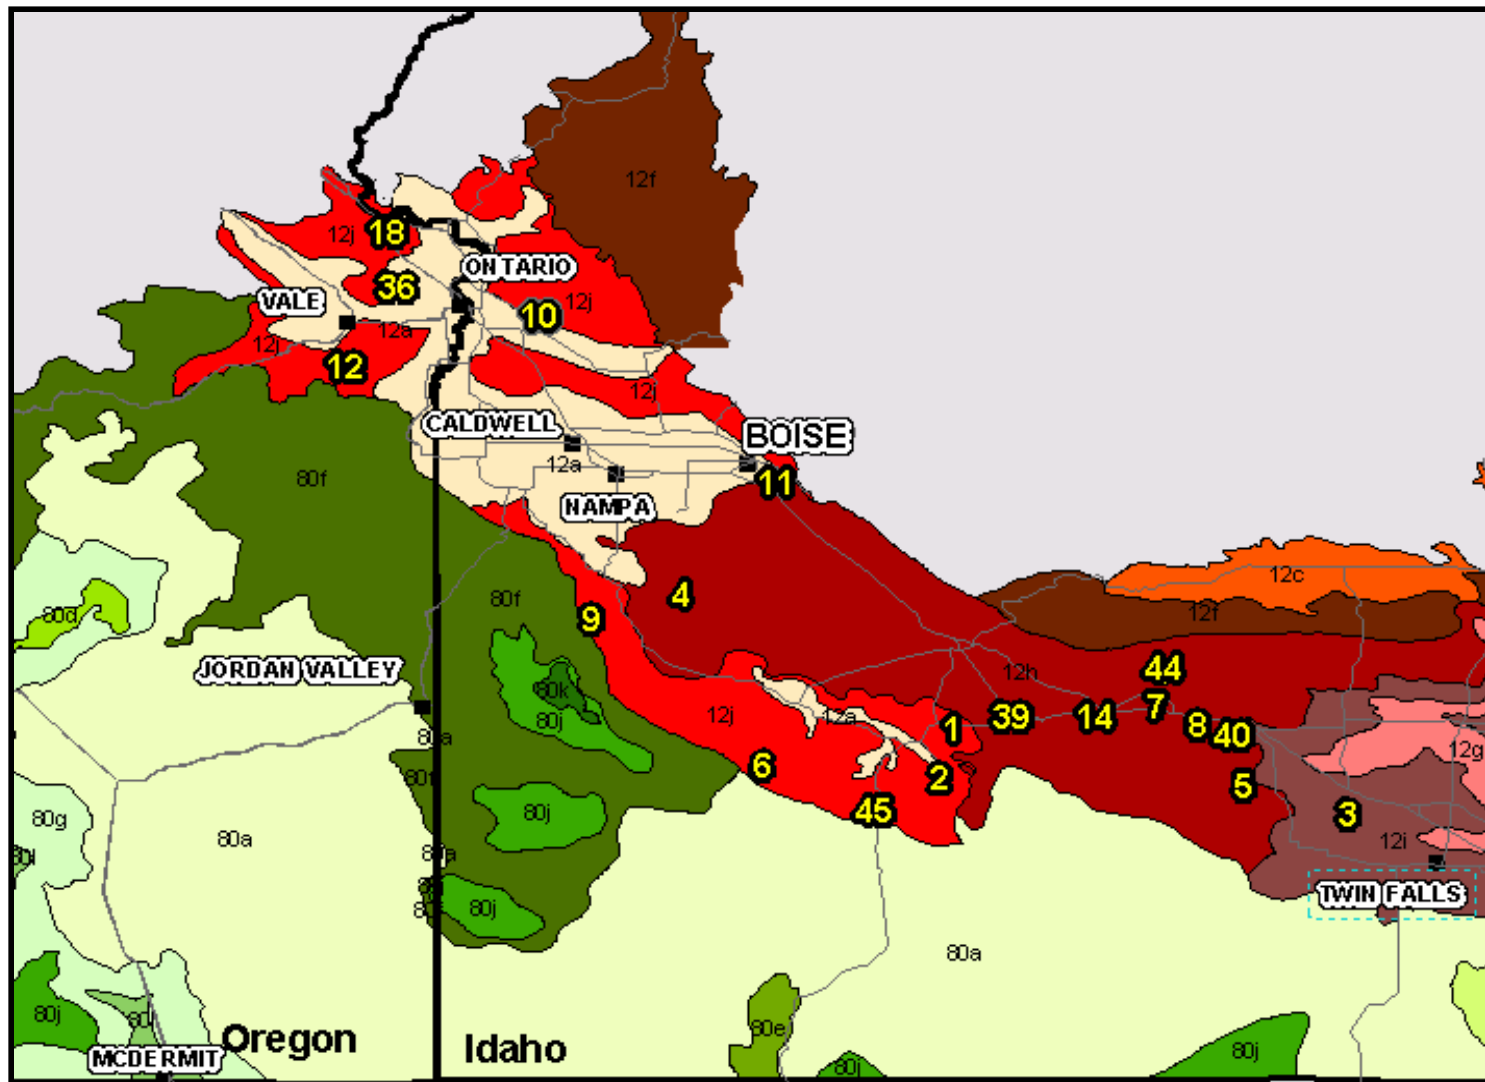 12f
12j
18
ONTARIO
36
VALE
12j
10
12a
12j
12
12j
CALDWELL
BOISE
12a
80f
11
NAMPA
12c
80f
4
80d
12f
9
JORDAN VALLEY
12h
44
80k
80j
12j
12a
1
39
14
7
8
40
80a
12g
6
2
80f
5
45
80j
3
80g
80a
12i
80a
TWIN FALLS
80j
80a
80j
80e
Oregon
Idaho
MCDERMIT
80j
80j